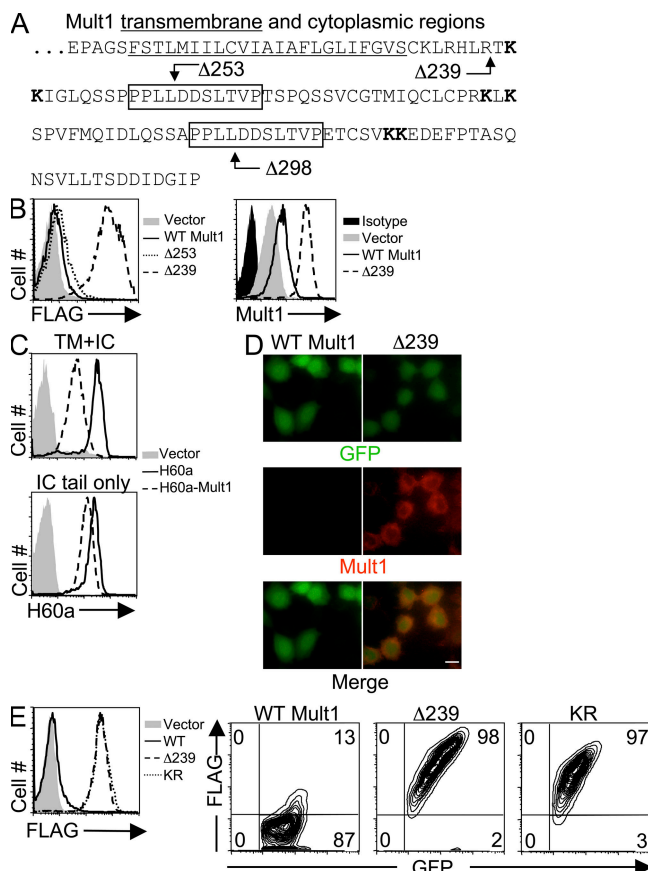 A
Mult1 transmembrane and cytoplasmic regions
...EPAGSFSTLMIILCVIAIAFLGLIFGVSCKLRHLRTK
Δ253
Δ239
KIGLQSSPPPLLDDSLTVPTSPQSSVCGTMIQCLCPRKLK
SPVFMQIDLQSSAPPLLDDSLTVPETCSVKKEDEFPTASQ
Δ298
NSVLLTSDDIDGIP
B
Cell #
FLAG
Vector
WT Mult1
Δ253
Δ239
Mult1
Isotype
Vector
WT Mult1
Δ239
C
TM+IC
Cell #
Vector
H60a
H60a-Mult1
IC tail only
Cell #
H60a
D
WT Mult1 Δ239
GFP
Mult1
Merge
E
Cell #
FLAG
Vector
WT
Δ239
KR
FLAG
WT Mult1
0 13
0 87
Δ239
0 98
0 2
KR
0 97
0 3
GFP